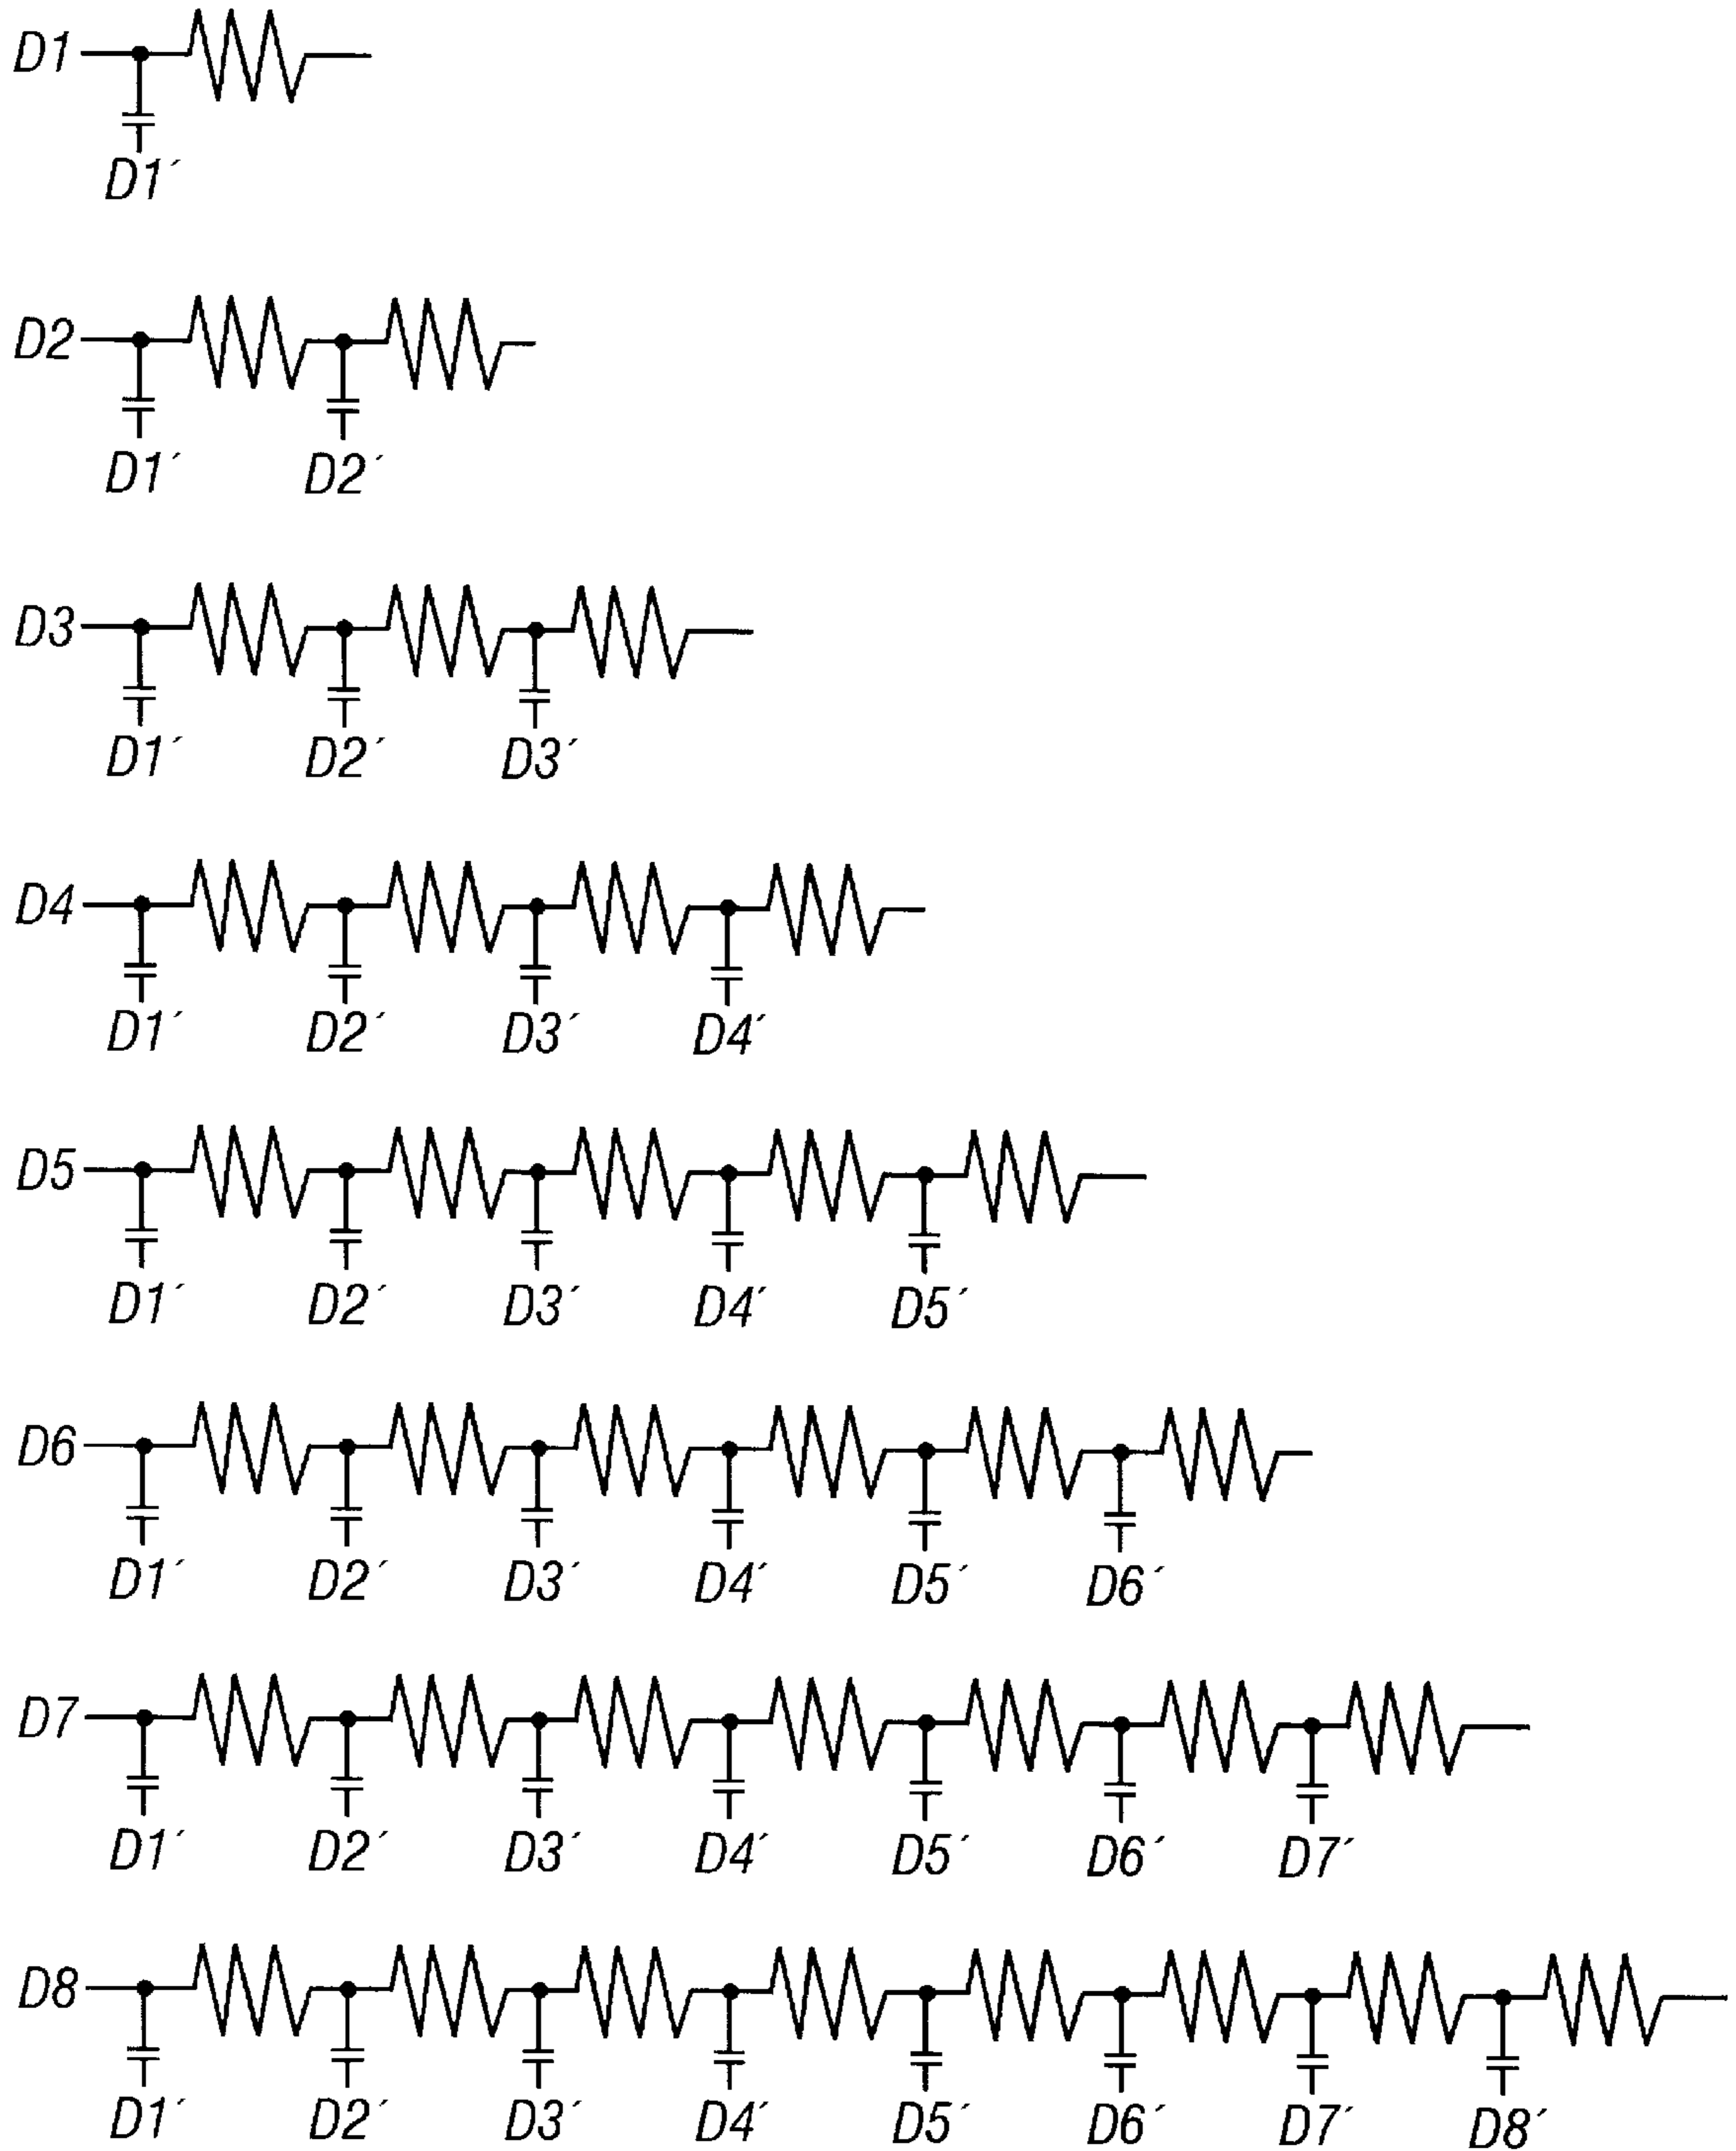 D1
D1´
D2
D1´ D2´
D3
D1´ D2´ D3´
D4
D1´ D2´ D3´ D4´
D5
D1´ D2´ D3´ D4´ D5´
D6
D1´ D2´ D3´ D4´ D5´ D6´
D7
D1´ D2´ D3´ D4´ D5´ D6´ D7´
D8
D1´ D2´ D3´ D4´ D5´ D6´ D7´ D8´